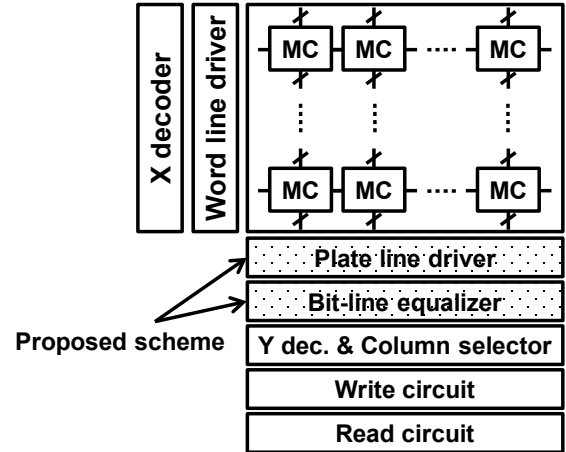 X decoder
Word line driver
MC MC ..... MC
MC MC ..... MC
Plate line driver
Bit-line equalizer
Proposed scheme
Y dec. & Column selector
Write circuit
Read circuit